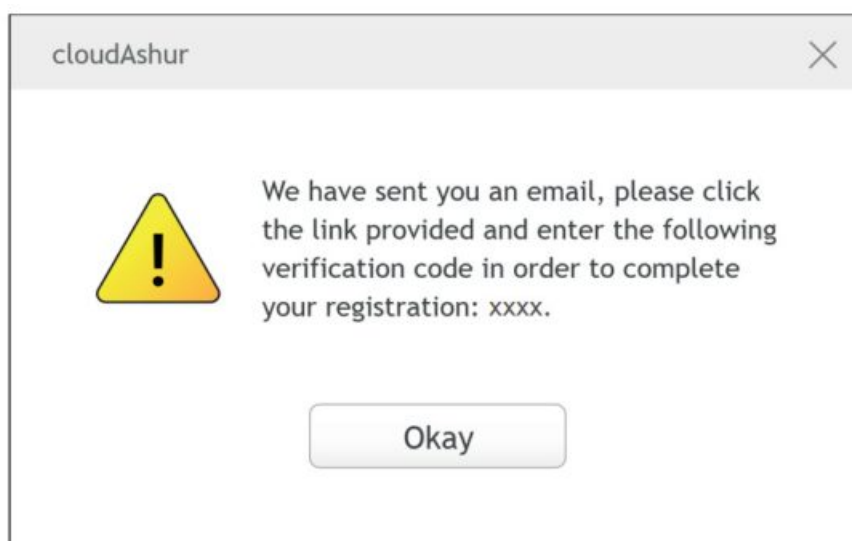 cloudAshur
We have sent you an email, please click
the link provided and enter the following
verification code in order to complete
your registration: xxxx.
Okay